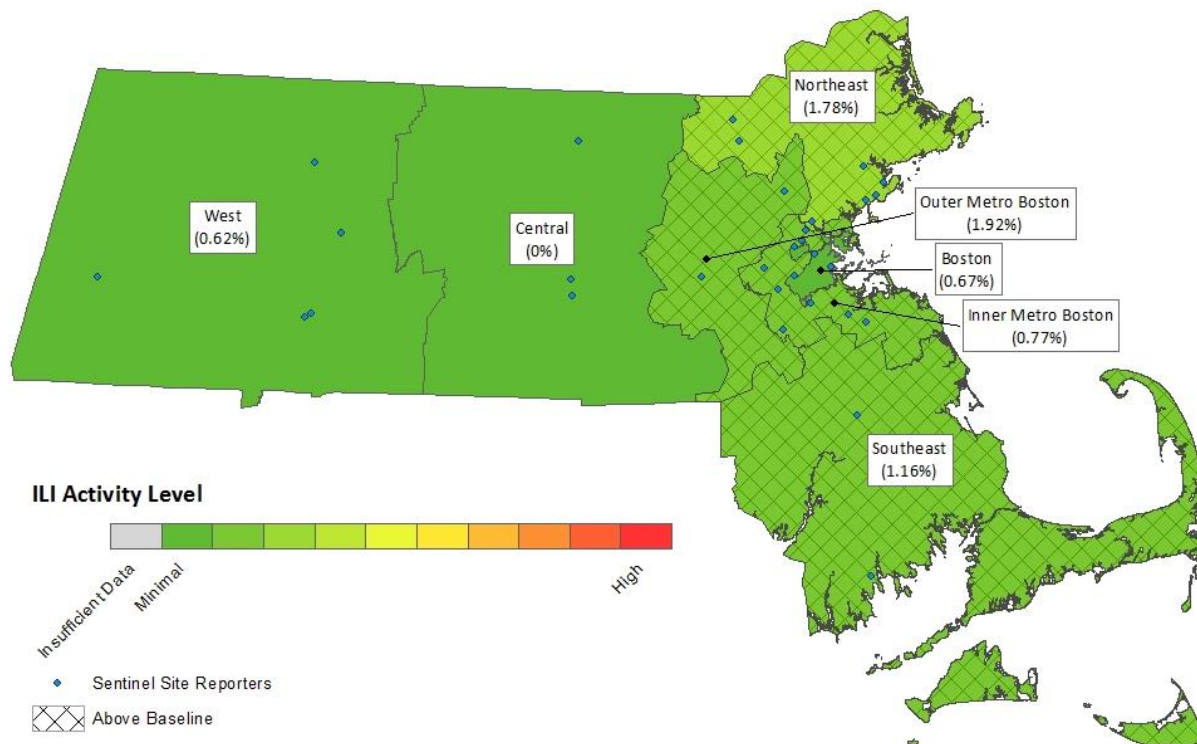 Northeast
(1.78%)
Outer Metro Boston
(1.92%)
West
(0.62%)
Central
(0%)
Boston
(0.67%)
Inner Metro Boston
(0.77%)
Southeast
(1.16%)
ILI Activity Level
Insufficient Data
Minimal
High
Sentinel Site Reporters
Above Baseline